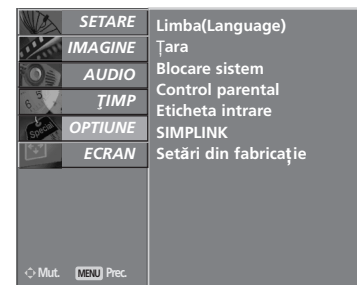 SETARE
IMAGINE
AUDIO
ŢIMP
OPTIUNE
ECRAN
Mut. MENU Prec.
Limba(Language)
Ţara
Blocare sistem
Control parental
Eticheta intrare
SIMPLINK
Setări din fabricaţie